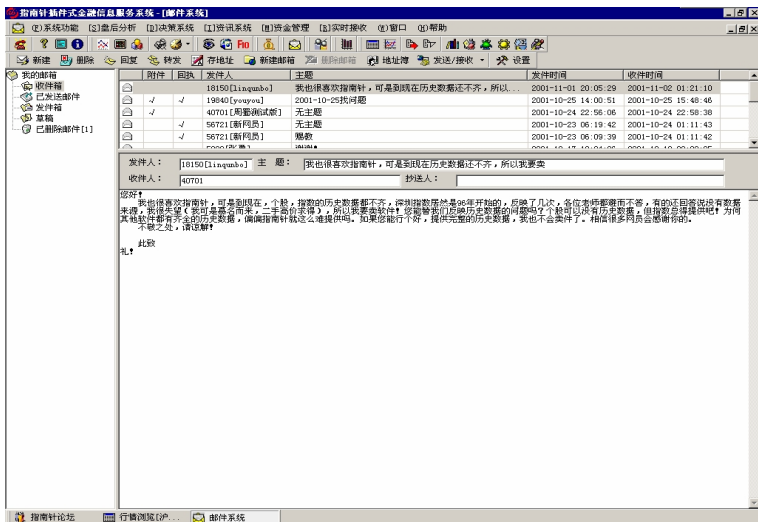 指南针插件式金融信息服务系统 - [邮件系统]
(P)系统功能 [S]盘后分析 [D]决策系统 [I]资讯系统 [M]资金管理 [R]实时接收 (W)窗口 (H)帮助
新建 删除 回复 转发 存地址 新建邮箱 删除邮箱 地址簿 发送/接收 设置
我的邮箱
收件箱
已发送邮件
发件箱
草稿
已删除邮件[1]
附件 回执 发件人 主题 发件时间 收件时间
18150[linqunbo] 我也很喜欢指南针，可是到现在历史数据还不齐，所以... 2001-11-01 20:05:29 2001-11-02 01:21:10
19840[youyou] 2001-10-25找问题 2001-10-25 14:00:51 2001-10-25 15:48:46
40701[周蜀测试版] 无主题 2001-10-24 22:56:06 2001-10-24 22:58:38
56721[新网员] 无主题 2001-10-23 06:19:42 2001-10-24 01:11:43
56721[新网员] 赐教 2001-10-23 06:09:39 2001-10-24 01:11:42
发件人： 18150[linqunbo] 主 题： 我也很喜欢指南针，可是到现在历史数据还不齐，所以我要卖
收件人： 40701 抄送人：
您好！
我也很喜欢指南针，可是到现在，个股，指数的历史数据都不齐，深圳指数居然是96年开始的，反映了几次，各位老师都避而不答，有的还回答说没有数据
来源，我很失望（我可是慕名而来，二手高价求得），所以我要卖软件！您能替我们反映历史数据的问题吗？个股可以没有历史数据，但指数总得提供吧！为何
其他软件都有齐全的历史数据，偏偏指南针就这么难提供吗。如果您能行个好，提供完整的历史数据，我也不会卖件了。相信很多网员会感谢你的。
不敬之处，请谅解！
此致
礼！
指南针论坛 行情浏览[沪... 邮件系统